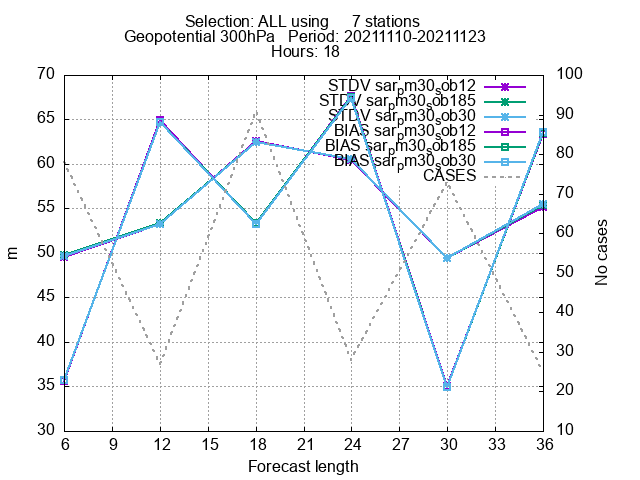 Selection: ALL using 7 stations
Geopotential 300hPa Period: 20211110-20211123
Hours: 18
70
65
60
55
50
45
40
35
30
100
90
80
70
60
50
40
30
20
10
STDV sar_pm30_sob12
STDV sar_pm30_sob185
STDV sar_pm30_sob30
BIAS sar_pm30_sob12
BIAS sar_pm30_sob185
BIAS sar_pm30_sob30
CASES
m
No cases
6 9 12 15 18 21 24 27 30 33 36
Forecast length